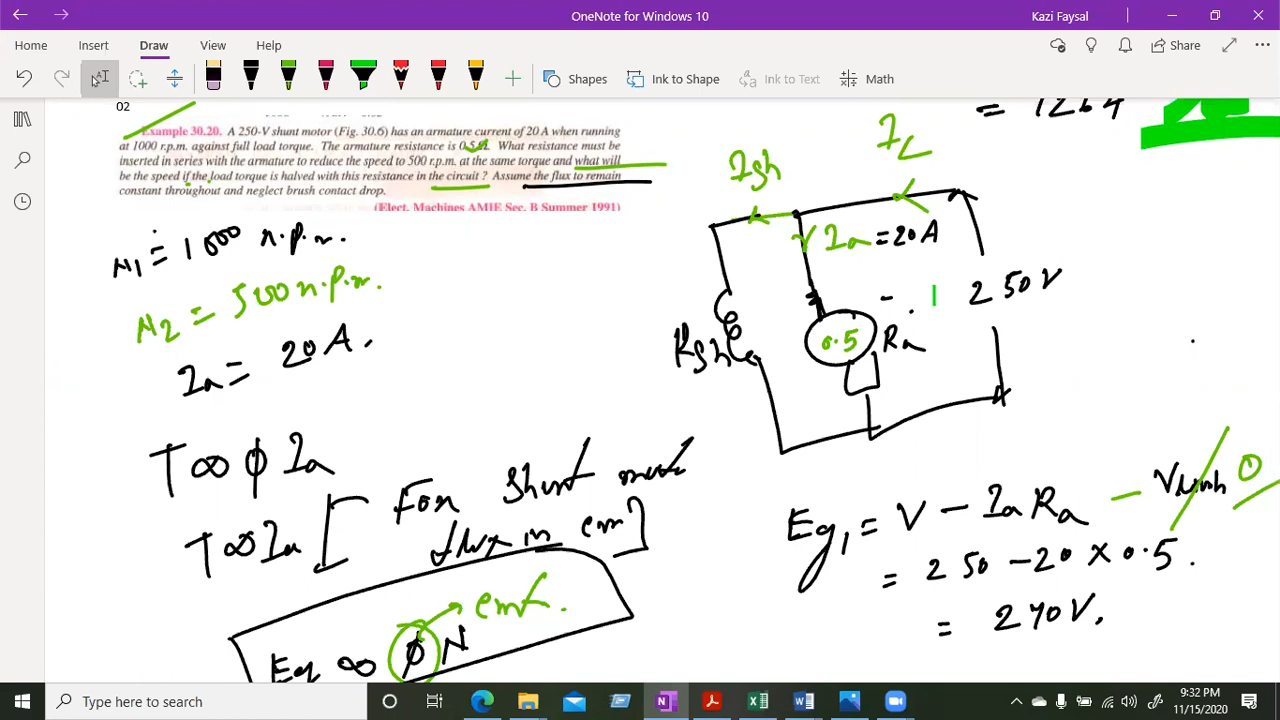 OneNote for Windows 10
Kazi Faysal
Home Insert Draw View Help
Share
Shapes Ink to Shape Ink to Text Math
02
Example 30.20. A 250-V shunt motor (Fig. 30.6) has an armature current of 20 A when running
at 1000 r.p.m. against full load torque. The armature resistance is 0.5 Ω. What resistance must be
inserted in series with the armature to reduce the speed to 500 r.p.m. at the same torque and what will
be the speed if the load torque is halved with this resistance in the circuit ? Assume the flux to remain
constant throughout and neglect brush contact drop.
(Elect. Machines AMIE Sec. B Summer 1991)
= 1264
N1 = 1000 r.p.m.
N2 = 500 r.p.m.
Ia = 20 A.
T ∞ φ Ia
T ∞ Ia
For shunt
flux is
Eg ∞ φ N
Ish
IL
Ia = 20 A
250 V
Rsh
0.5
Ra
Eg1 = V - Ia Ra - 0
= 250 - 20 × 0.5.
= 240 V.
Type here to search
9:32 PM
11/15/2020